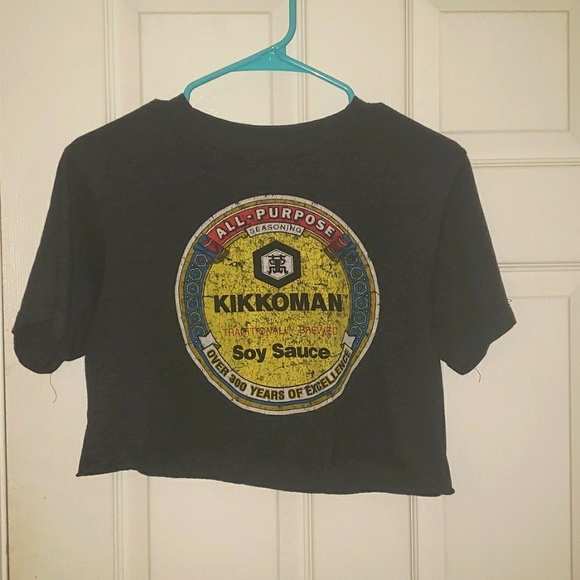 ALL-PURPOSE
SEASONING
KIKKOMAN
TRADITIONALLY BREWED
Soy Sauce
OVER 300 YEARS OF EXCELLENCE